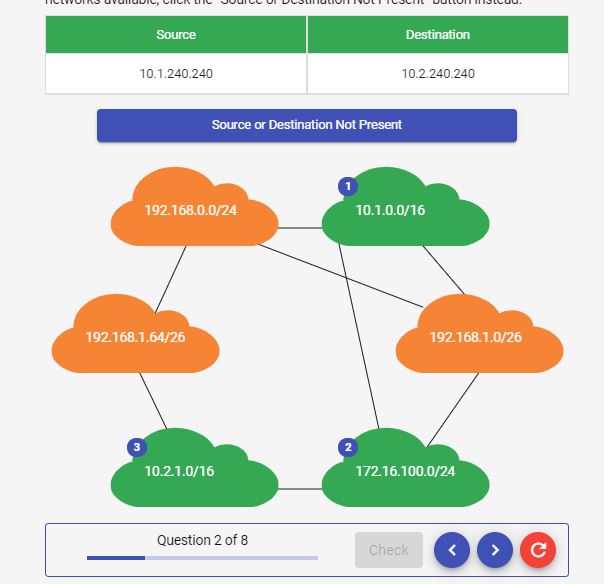 networks available, click the "Source or Destination Not Present" button instead.
Source Destination
10.1.240.240 10.2.240.240
Source or Destination Not Present
1
192.168.0.0/24 10.1.0.0/16
192.168.1.64/26 192.168.1.0/26
3 2
10.2.1.0/16 172.16.100.0/24
Question 2 of 8
Check